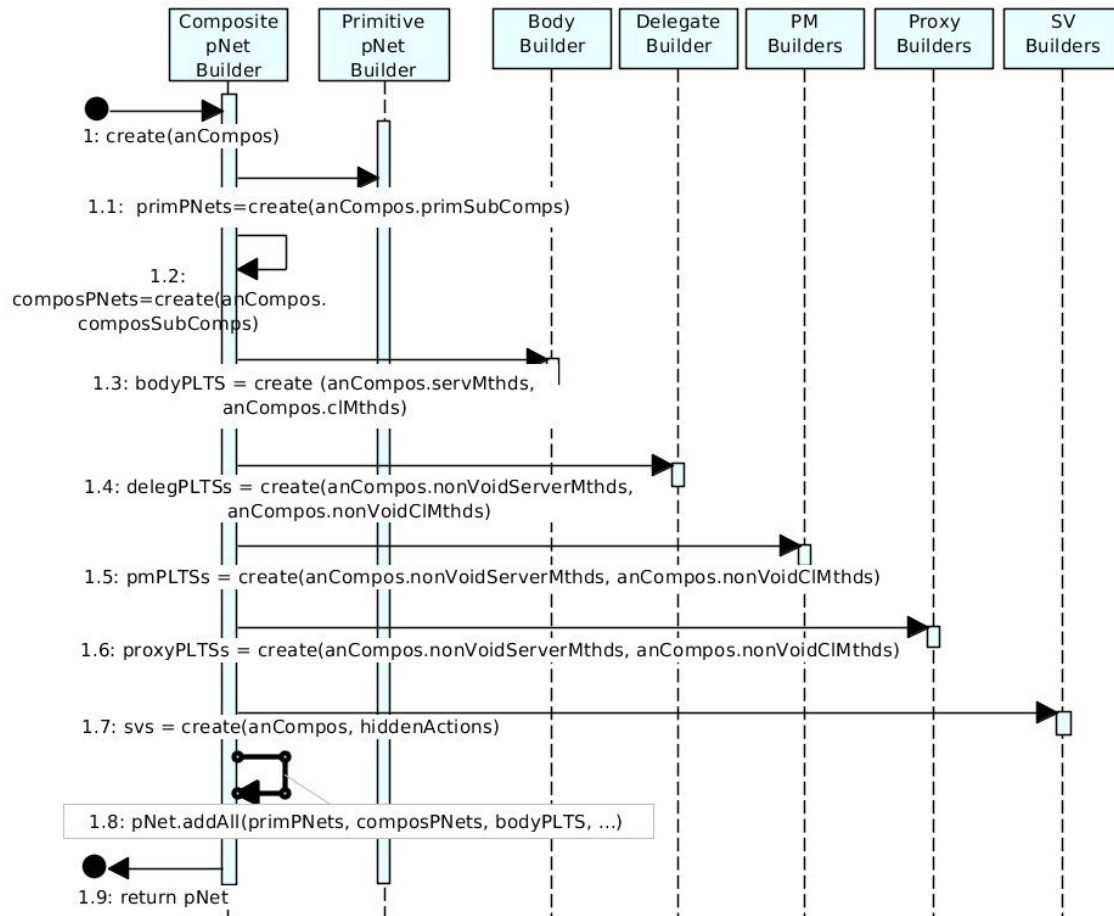 Composite
pNet
Builder
Primitive
pNet
Builder
Body
Builder
Delegate
Builder
PM
Builders
Proxy
Builders
SV
Builders
1: create(anCompos)
1.1: primPNets=create(anCompos.primSubComps)
1.2:
composPNets=create(anCompos.
composSubComps)
1.3: bodyPLTS = create (anCompos.servMthds,
anCompos.clMthds)
1.4: delegPLTSs = create(anCompos.nonVoidServerMthds,
anCompos.nonVoidClMthds)
1.5: pmPLTSs = create(anCompos.nonVoidServerMthds, anCompos.nonVoidClMthds)
1.6: proxyPLTSs = create(anCompos.nonVoidServerMthds, anCompos.nonVoidClMthds)
1.7: svs = create(anCompos, hiddenActions)
1.8: pNet.addAll(primPNets, composPNets, bodyPLTS, ...)
1.9: return pNet